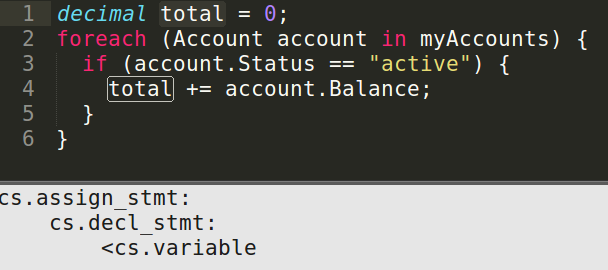 1 decimal total = 0;
2 foreach (Account account in myAccounts) {
3   if (account.Status == "active") {
4     total += account.Balance;
5   }
6 }
cs.assign_stmt:
    cs.decl_stmt:
        <cs.variable